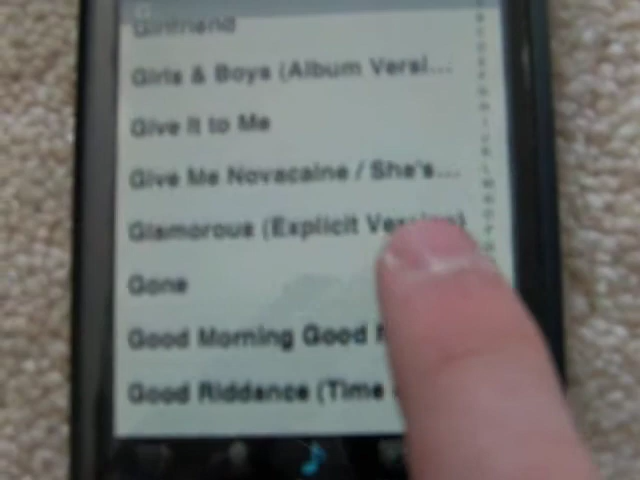 Girlfriend
Girls & Boys (Album Versi...
Give It to Me
Give Me Novacaine / She's...
Glamorous (Explicit Version)
Gone
Good Morning Good
Good Riddance (Time